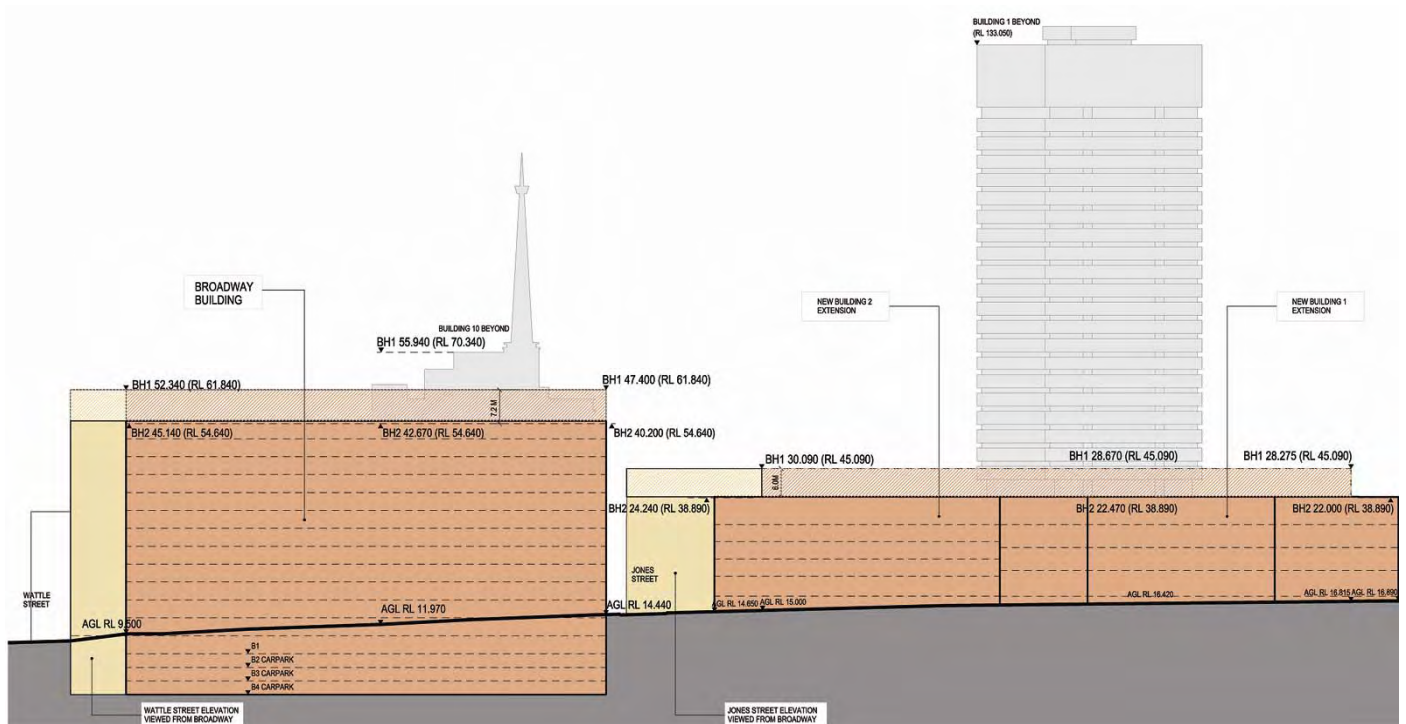 BUILDING 1 BEYOND
(RL 133.050)
BROADWAY
BUILDING
NEW BUILDING 2
EXTENSION
NEW BUILDING 1
EXTENSION
BUILDING 10 BEYOND
BH1 55.940 (RL 70.340)
BH1 52.340 (RL 61.840)
BH1 47.400 (RL 61.840)
7.2 M
BH2 45.140 (RL 54.640)
BH2 42.670 (RL 54.640)
BH2 40.200 (RL 54.640)
BH1 30.090 (RL 45.090)
BH1 28.670 (RL 45.090)
BH1 28.275 (RL 45.090)
6.0M
BH2 24.240 (RL 38.890)
BH2 22.470 (RL 38.890)
BH2 22.000 (RL 38.890)
WATTLE
STREET
JONES
STREET
AGL RL 9.500
AGL RL 11.970
AGL RL 14.440
AGL RL 14.650
AGL RL 15.000
AGL RL 16.420
AGL RL 16.815
AGL RL 16.890
B1
B2 CARPARK
B3 CARPARK
B4 CARPARK
WATTLE STREET ELEVATION
VIEWED FROM BROADWAY
JONES STREET ELEVATION
VIEWED FROM BROADWAY